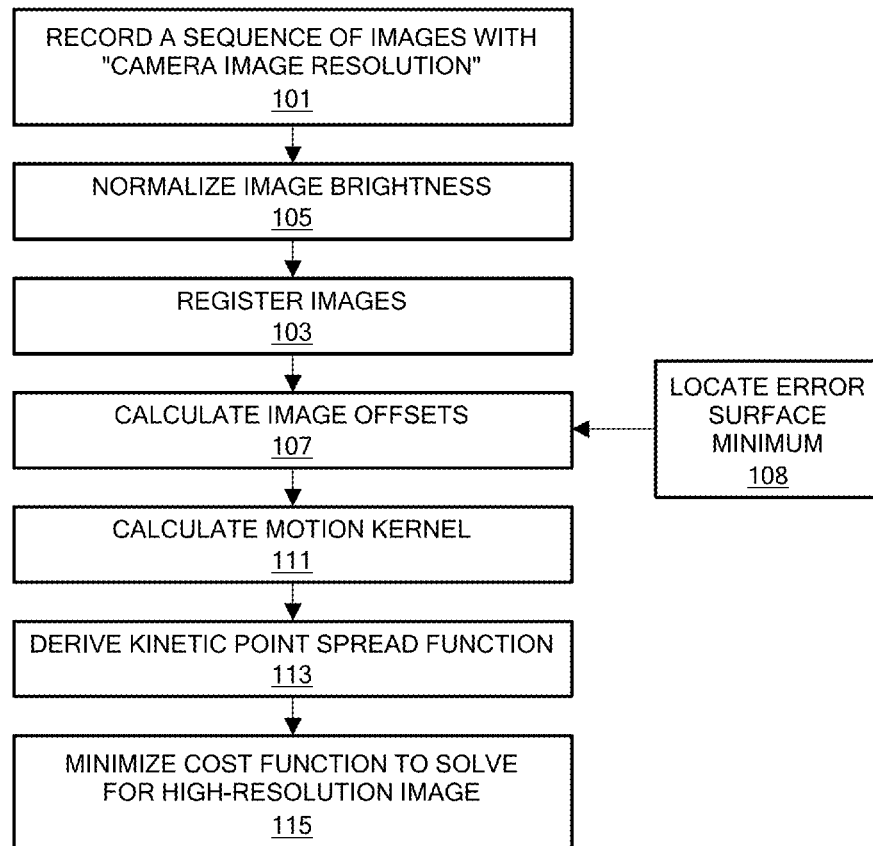 RECORD A SEQUENCE OF IMAGES WITH
"CAMERA IMAGE RESOLUTION"
101
NORMALIZE IMAGE BRIGHTNESS
105
REGISTER IMAGES
103
CALCULATE IMAGE OFFSETS
107
LOCATE ERROR
SURFACE
MINIMUM
108
CALCULATE MOTION KERNEL
111
DERIVE KINETIC POINT SPREAD FUNCTION
113
MINIMIZE COST FUNCTION TO SOLVE
FOR HIGH-RESOLUTION IMAGE
115